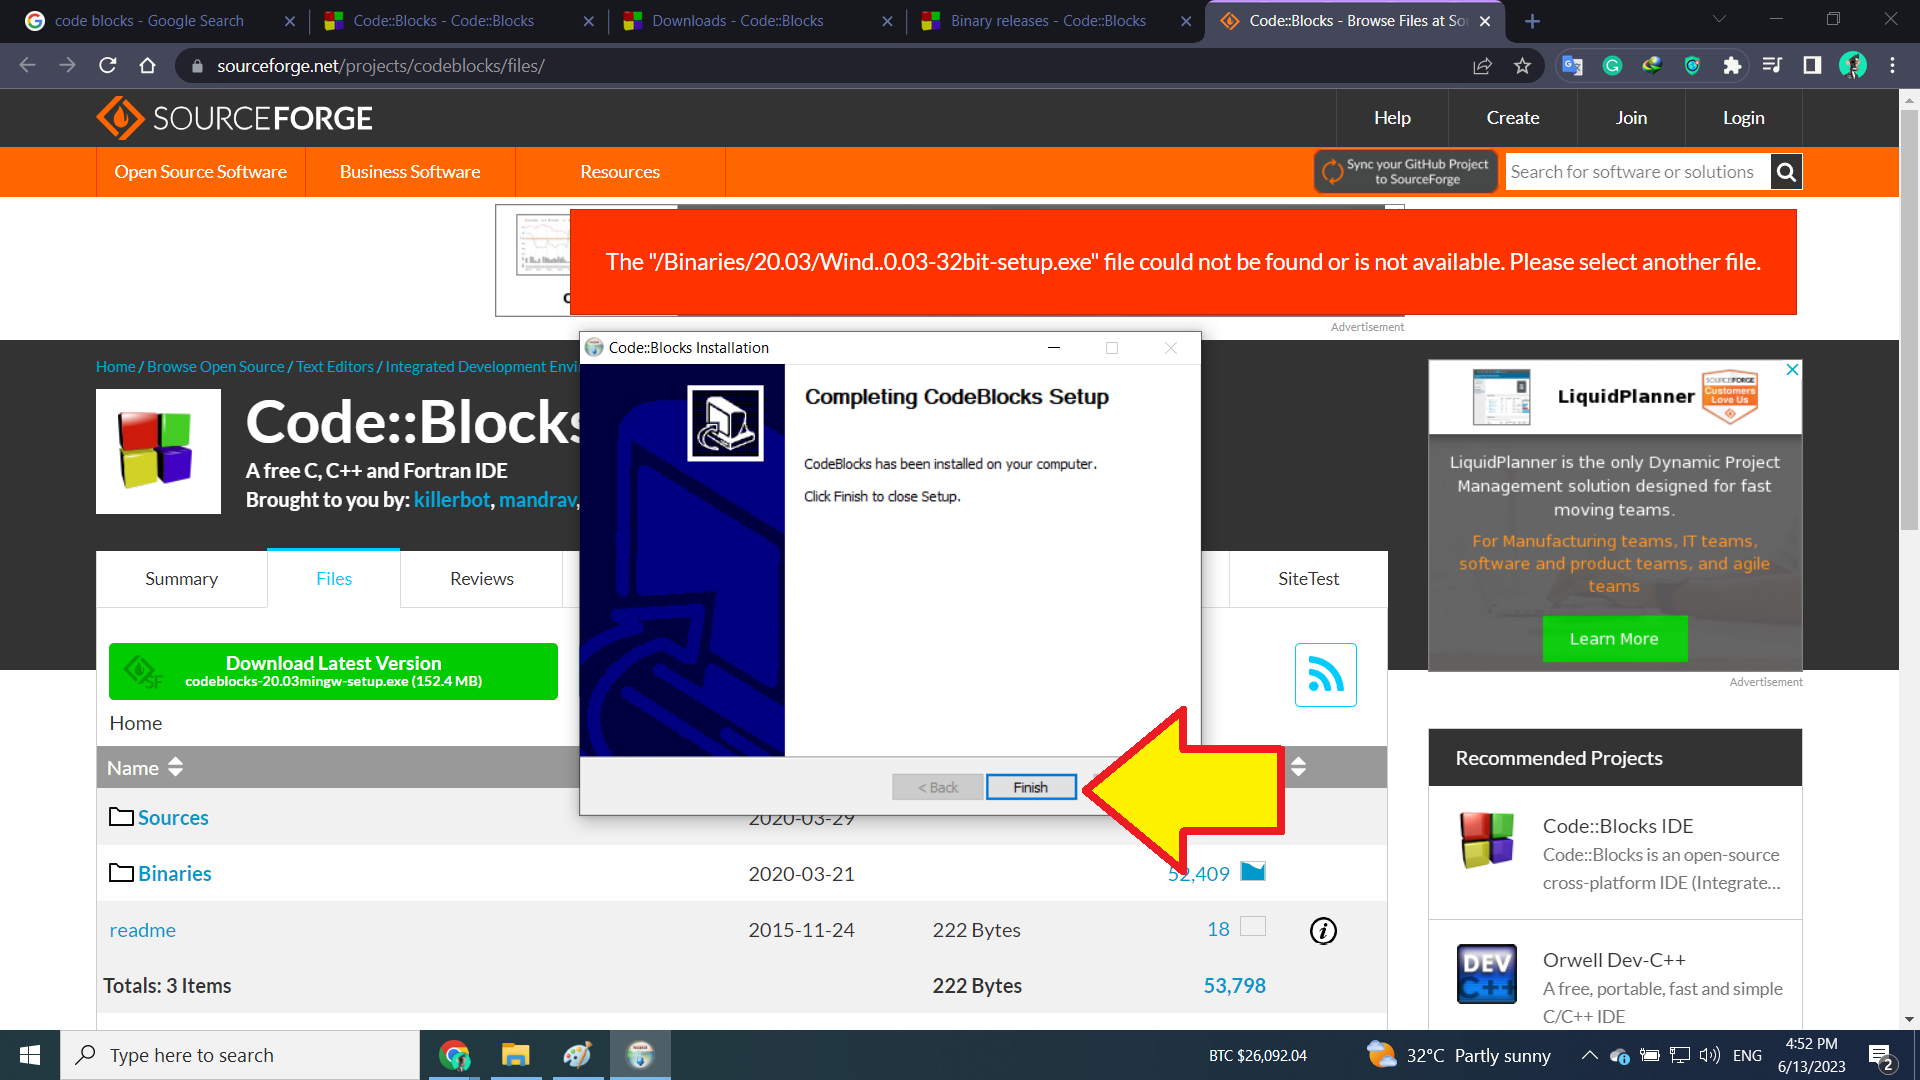 code blocks - Google Search
Code::Blocks - Code::Blocks
Downloads - Code::Blocks
Binary releases - Code::Blocks
Code::Blocks - Browse Files at So
sourceforge.net/projects/codeblocks/files/
SOURCEFORGE
Help
Create
Join
Login
Open Source Software
Business Software
Resources
Sync your GitHub Project
to SourceForge
Search for software or solutions
The "/Binaries/20.03/Wind..0.03-32bit-setup.exe" file could not be found or is not available. Please select another file.
Advertisement
Home / Browse Open Source / Text Editors / Integrated Development Envi
Code::Blocks
A free C, C++ and Fortran IDE
Brought to you by: killerbot, mandrav,
Code::Blocks Installation
Completing CodeBlocks Setup
CodeBlocks has been installed on your computer.
Click Finish to close Setup.
< Back
Finish
LiquidPlanner
SOURCEFORGE
Customers
Love Us
LiquidPlanner is the only Dynamic Project
Management solution designed for fast
moving teams.
For Manufacturing teams, IT teams,
software and product teams, and agile
teams
Learn More
Advertisement
Summary
Files
Reviews
SiteTest
Download Latest Version
codeblocks-20.03mingw-setup.exe (152.4 MB)
SF
Home
Name
Sources
2020-03-29
Binaries
2020-03-21
52,409
readme
2015-11-24
222 Bytes
18
Totals: 3 Items
222 Bytes
53,798
Recommended Projects
Code::Blocks IDE
Code::Blocks is an open-source
cross-platform IDE (Integrate...
DEV
C++
Orwell Dev-C++
A free, portable, fast and simple
C/C++ IDE
Type here to search
BTC $26,092.04
32°C Partly sunny
ENG
4:52 PM
6/13/2023
2